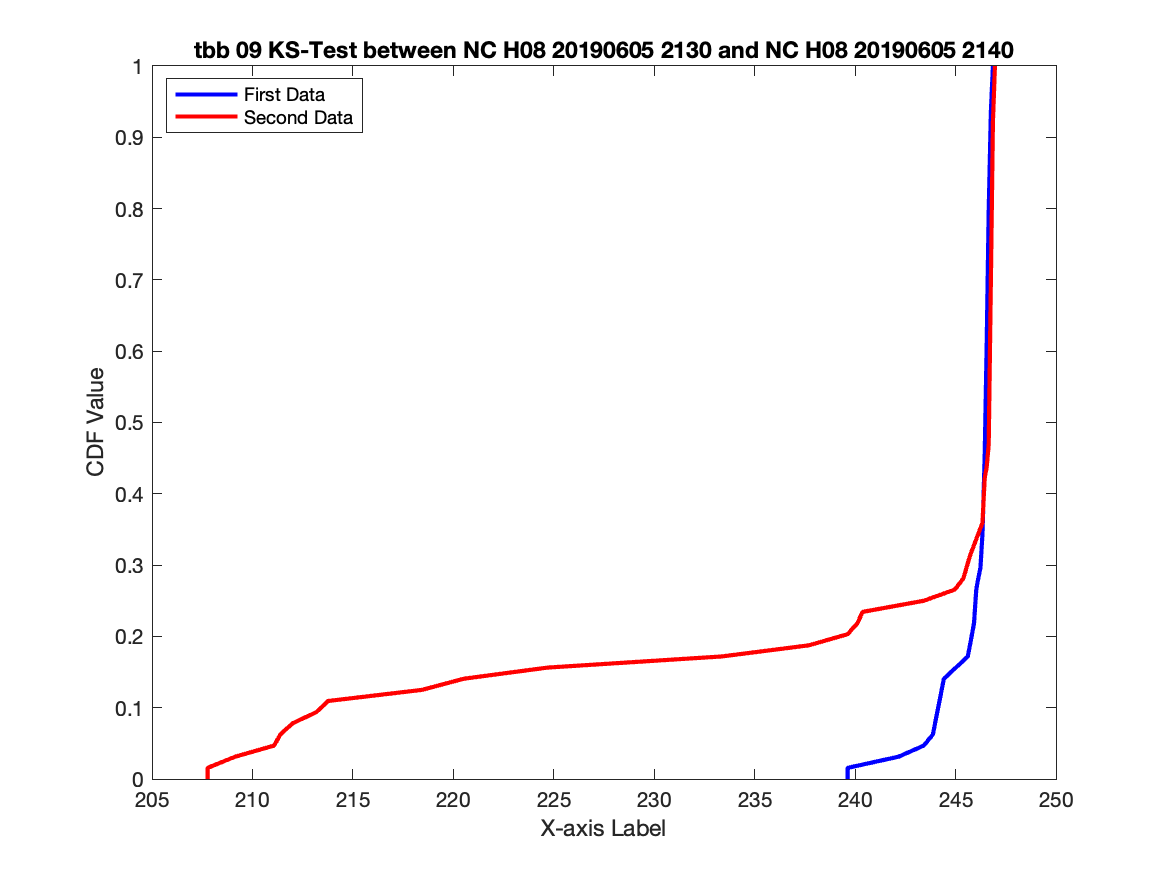 tbb 09 KS-Test between NC H08 20190605 2130 and NC H08 20190605 2140
First Data
Second Data
1
0.9
0.8
0.7
0.6
0.5
0.4
0.3
0.2
0.1
0
CDF Value
205 210 215 220 225 230 235 240 245 250
X-axis Label